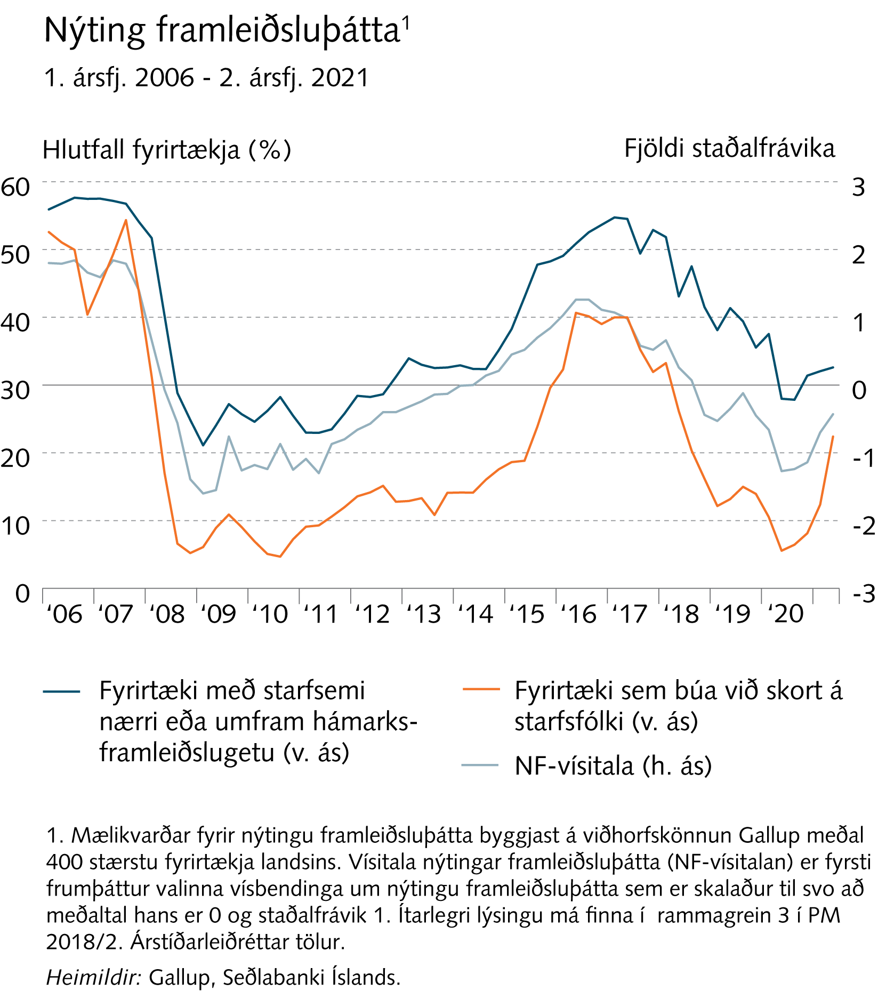 Nýting framleiðsluþátta¹
1. ársfj. 2006 - 2. ársfj. 2021
Hlutfall fyrirtækja (%)
Fjöldi staðalfrávika
60
50
40
30
20
10
0
3
2
1
0
-1
-2
-3
‘06 ‘07 ‘08 ‘09 ‘10 ‘11 ‘12 ‘13 ‘14 ‘15 ‘16 ‘17 ‘18 ‘19 ‘20
Fyrirtæki með starfsemi
nærri eða umfram hámarks-
framleiðslugetu (v. ás)
Fyrirtæki sem búa við skort á
starfsfólki (v. ás)
NF-vísitala (h. ás)
1. Mælikvarðar fyrir nýtingu framleiðsluþátta byggjast á viðhorfskönnun Gallup meðal
400 stærstu fyrirtækja landsins. Vísitala nýtingar framleiðsluþátta (NF-vísitalan) er fyrsti
frumþáttur valinna vísbendinga um nýtingu framleiðsluþátta sem er skalaður til svo að
meðaltal hans er 0 og staðalfrávik 1. Ítarlegri lýsingu má finna í  rammagrein 3 í PM
2018/2. Árstíðarleiðréttar tölur.
Heimildir: Gallup, Seðlabanki Íslands.